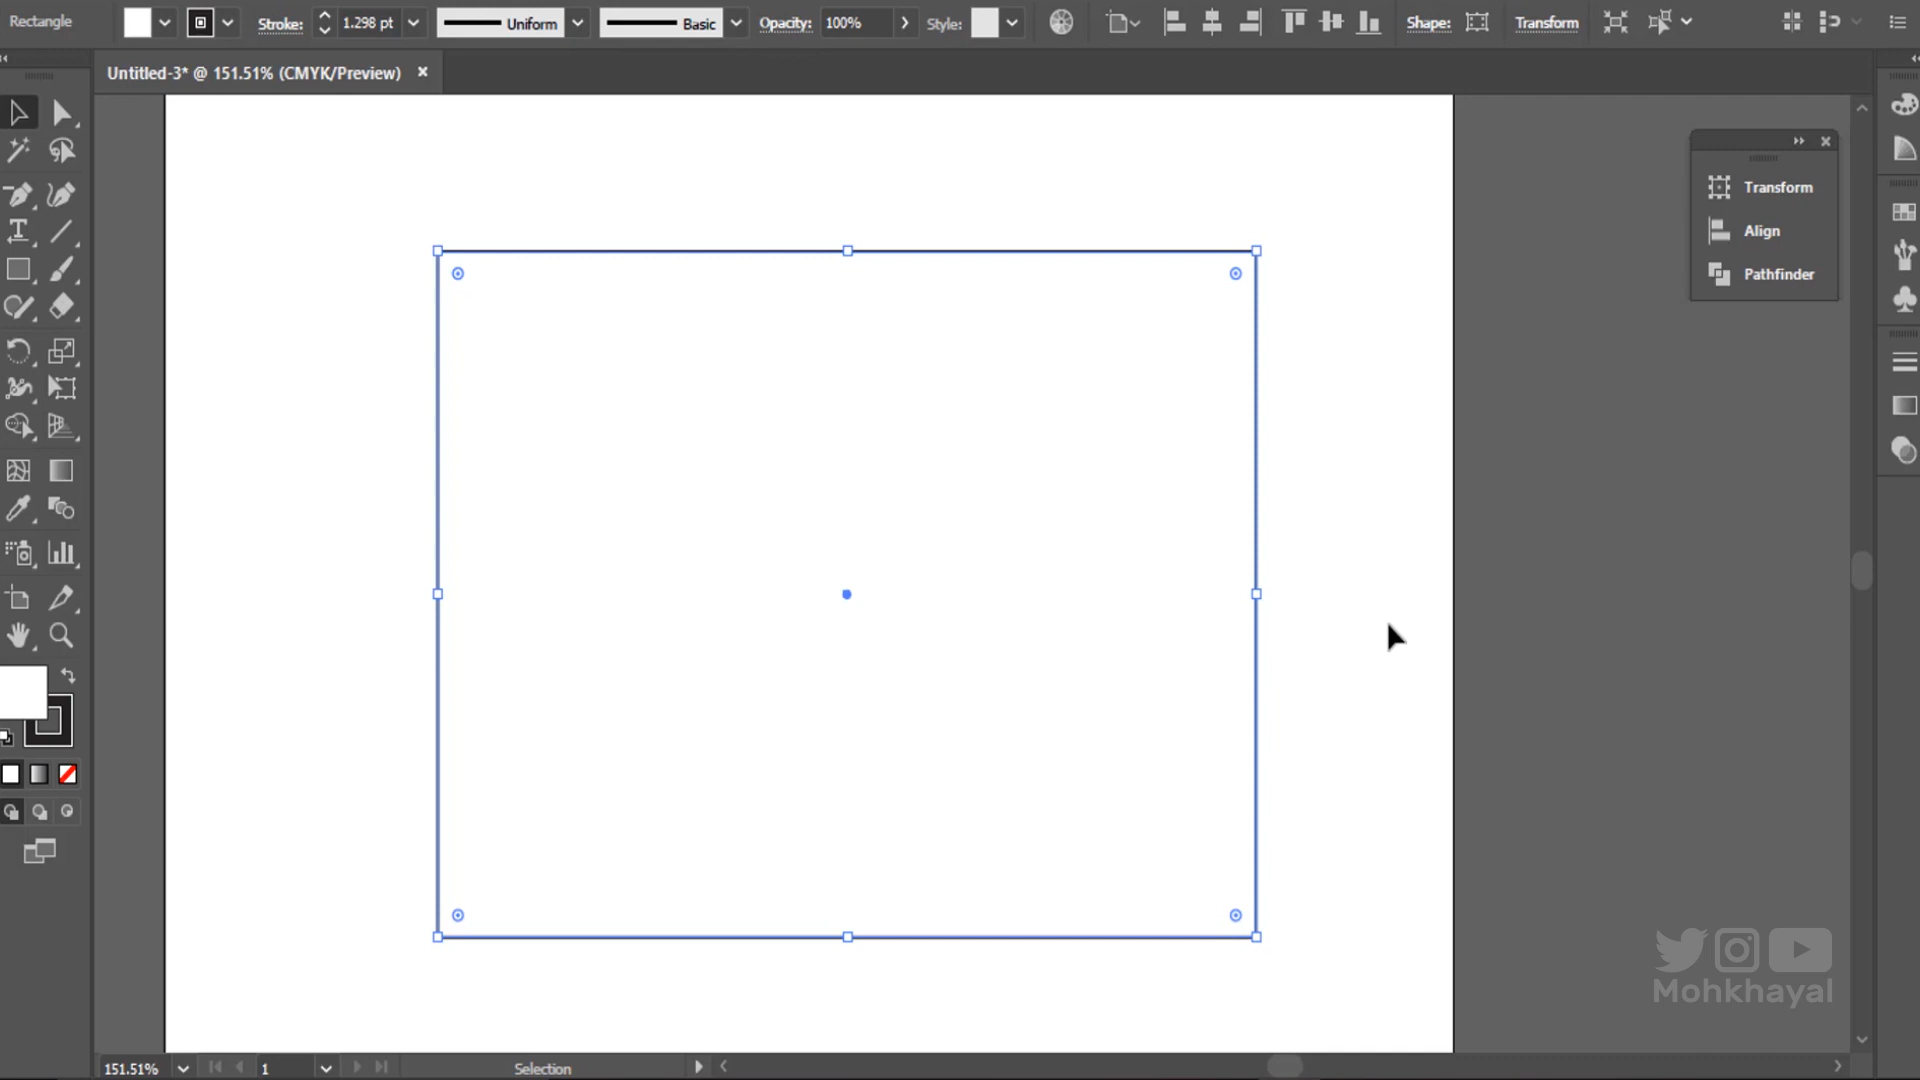 Rectangle
Stroke:
1.298 pt
Uniform
Basic
Opacity:
100%
Style:
Shape:
Transform
Untitled-3* @ 151.51% (CMYK/Preview)
Transform
Align
Pathfinder
Mohkhayal
151.51%
1
Selection